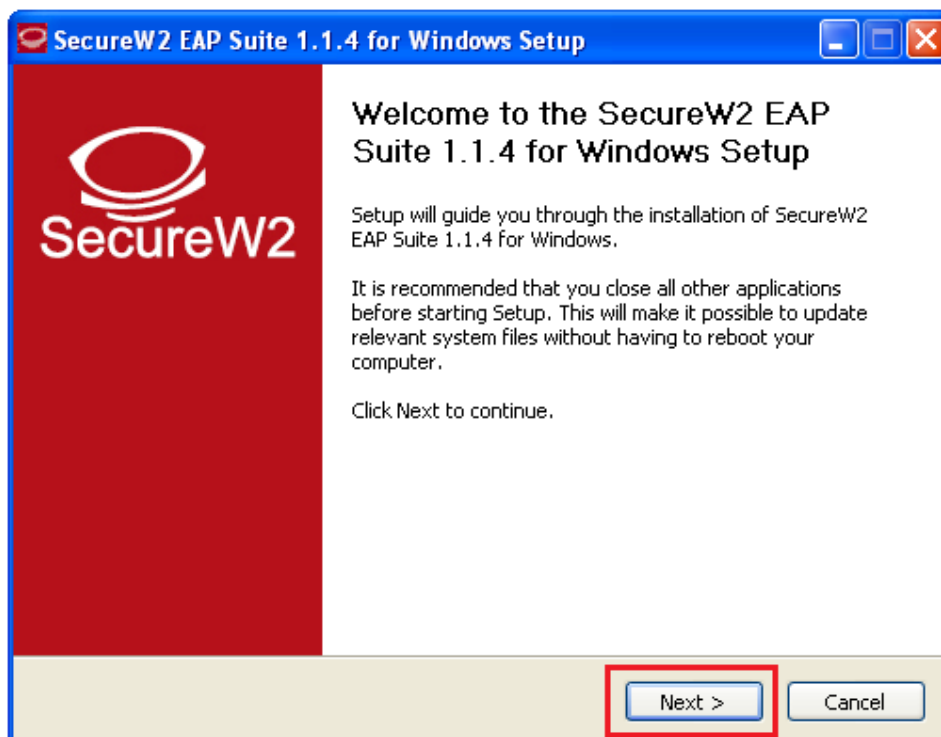 SecureW2 EAP Suite 1.1.4 for Windows Setup
SecureW2
Welcome to the SecureW2 EAP
Suite 1.1.4 for Windows Setup
Setup will guide you through the installation of SecureW2
EAP Suite 1.1.4 for Windows.
It is recommended that you close all other applications
before starting Setup. This will make it possible to update
relevant system files without having to reboot your
computer.
Click Next to continue.
Next >
Cancel